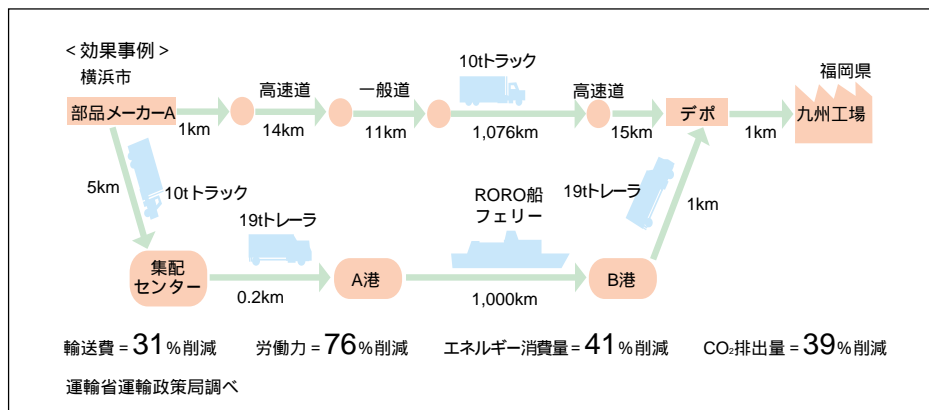 <効果事例>
横浜市
福岡県
10tトラック
部品メーカーA
高速道
一般道
高速道
デポ
九州工場
1km
14km
11km
1,076km
15km
1km
5km
10tトラック
19tトレーラ
RORO船
フェリー
19tトレーラ
1km
集配
センター
A港
B港
0.2km
1,000km
輸送費=31%削減 労働力=76%削減 エネルギー消費量=41%削減 CO₂排出量=39%削減
運輸省運輸政策局調べ